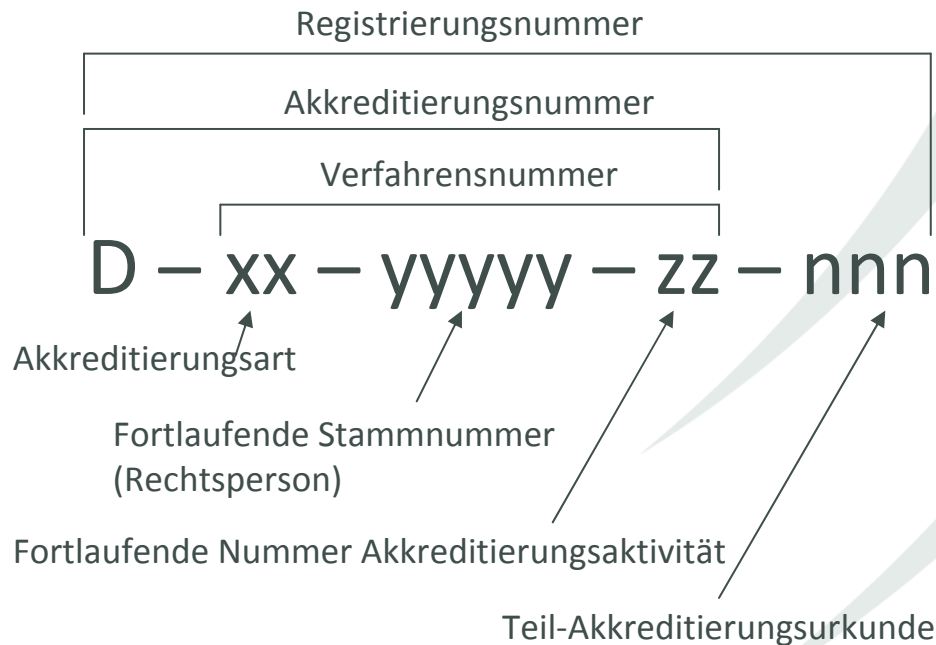 Registrierungsnummer
Akkreditierungsnummer
Verfahrensnummer
D – xx – yyyyy – zz – nnn
Akkreditierungsart
Fortlaufende Stammnummer
(Rechtsperson)
Fortlaufende Nummer Akkreditierungsaktivität
Teil-Akkreditierungsurkunde